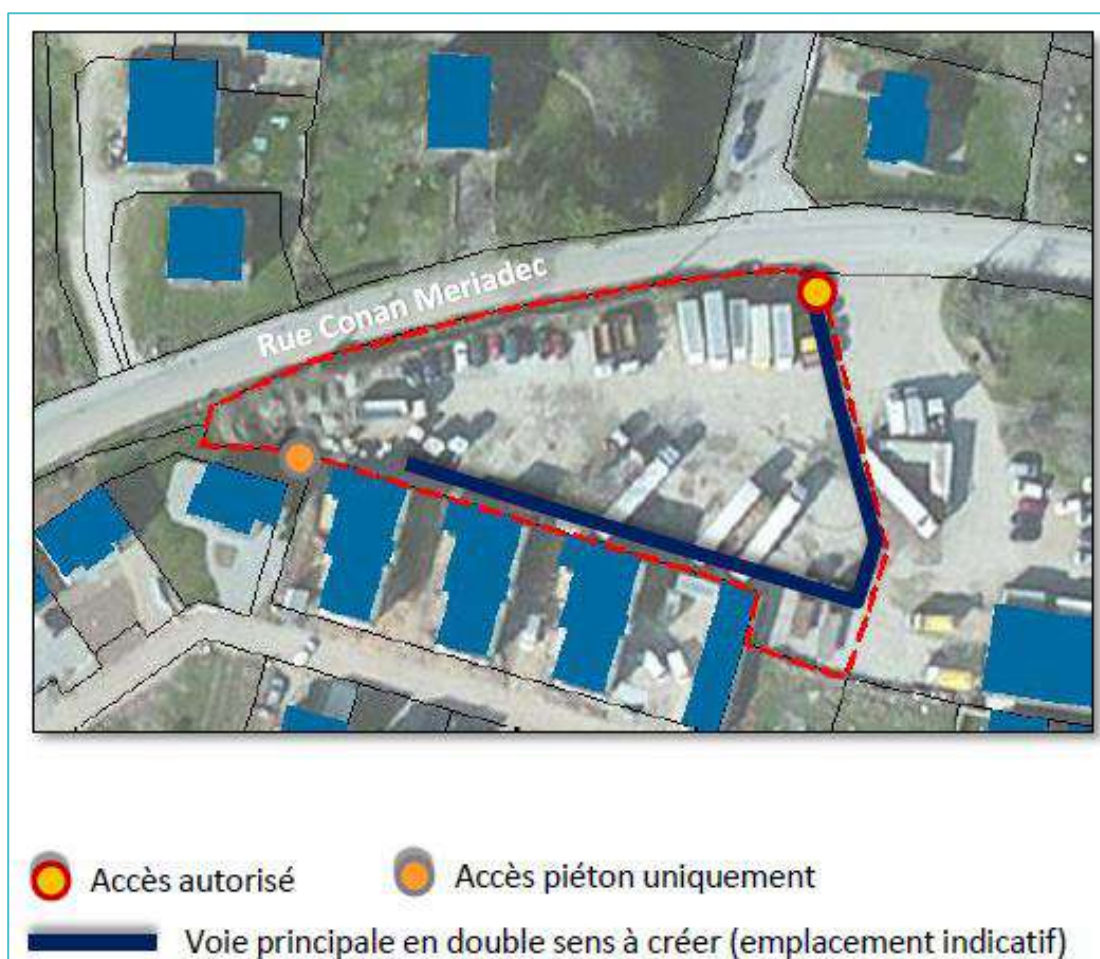 Rue Conan Meriadec
Accès autorisé
Accès piéton uniquement
Voie principale en double sens à créer (emplacement indicatif)